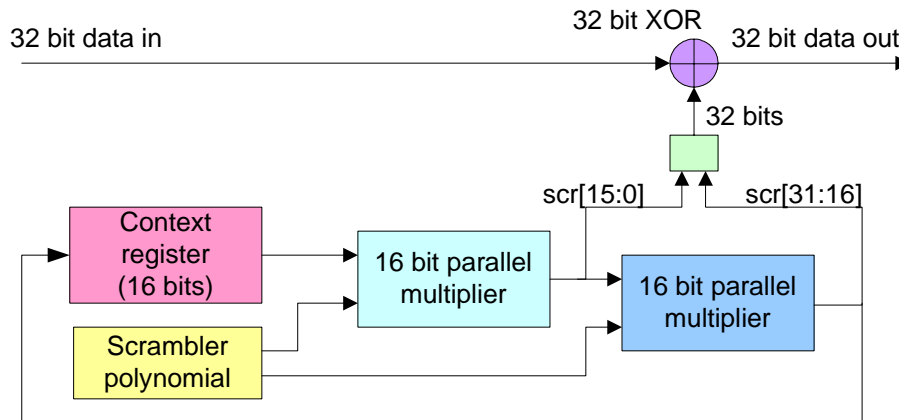 32 bit XOR
32 bit data in
32 bit data out
32 bits
scr[15:0]
scr[31:16]
Context
register
(16 bits)
16 bit parallel
multiplier
16 bit parallel
multiplier
Scrambler
polynomial